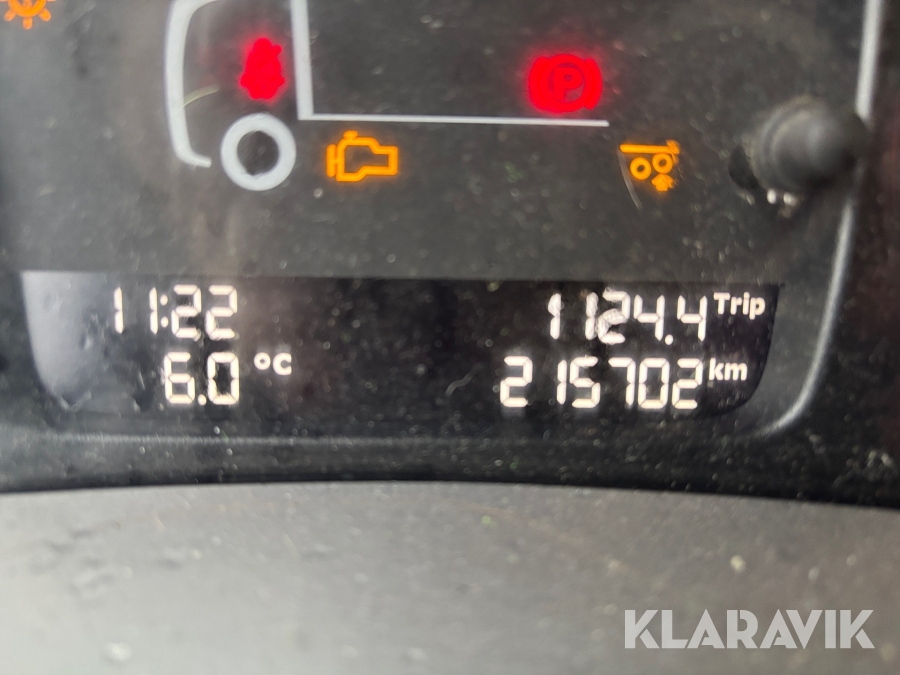 P
11:22
1124.4 Trip
6.0 °C
215702 km
KLARAVIK